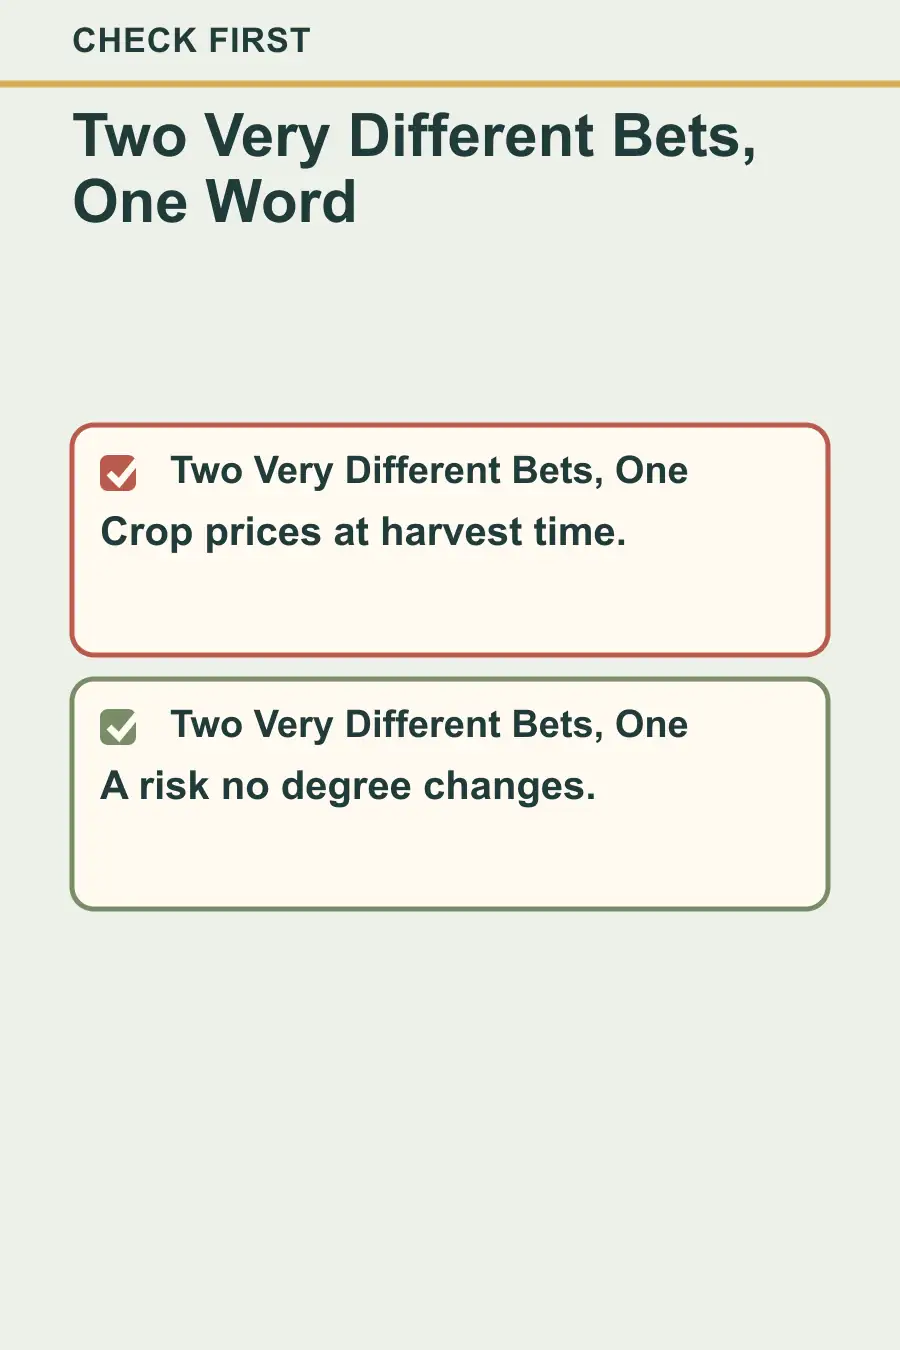 CHECK FIRST
Two Very Different Bets,
One Word
Two Very Different Bets, One
Crop prices at harvest time.
Two Very Different Bets, One
A risk no degree changes.